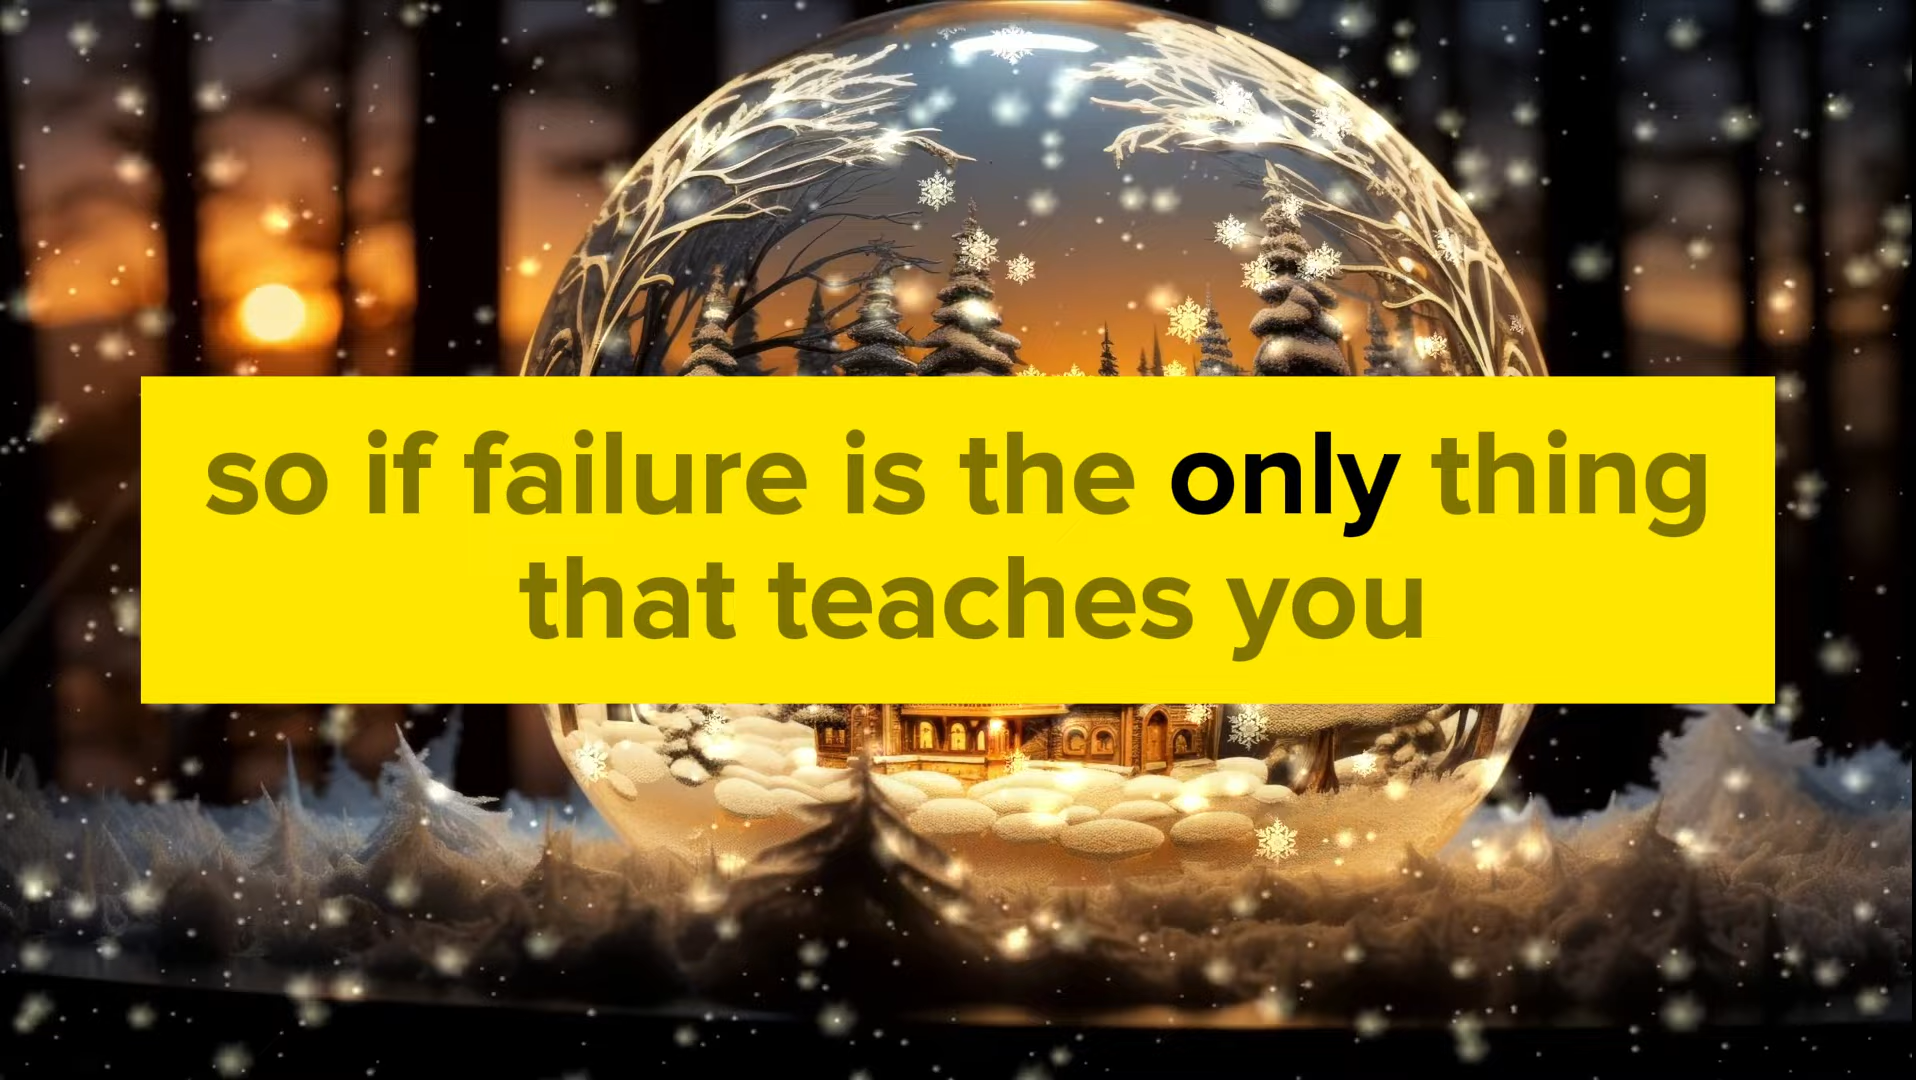 so if failure is the only thing
that teaches you